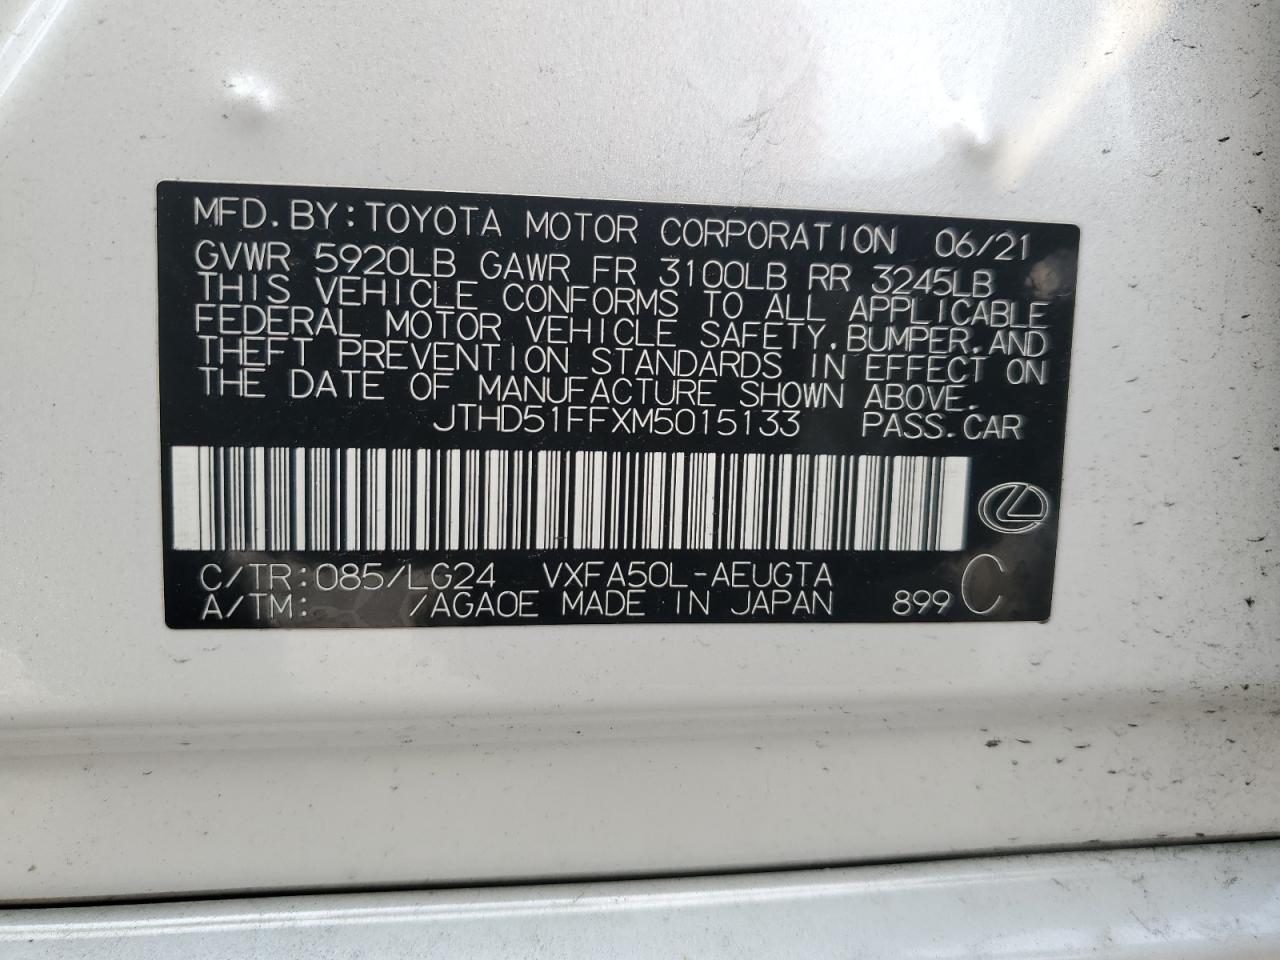 MFD.BY:TOYOTA MOTOR CORPORATION 06/21
GVWR 5920LB GAWR FR 3100LB RR 3245LB
THIS VEHICLE CONFORMS TO ALL APPLICABLE
FEDERAL MOTOR VEHICLE SAFETY,BUMPER,AND
THEFT PREVENTION STANDARDS IN EFFECT ON
THE DATE OF MANUFACTURE SHOWN ABOVE.
JTHD51FFXM5015133 PASS.CAR
C/TR:085/LG24 VXFA50L-AEUGTA
A/TM: /AGAOE MADE IN JAPAN 899 C